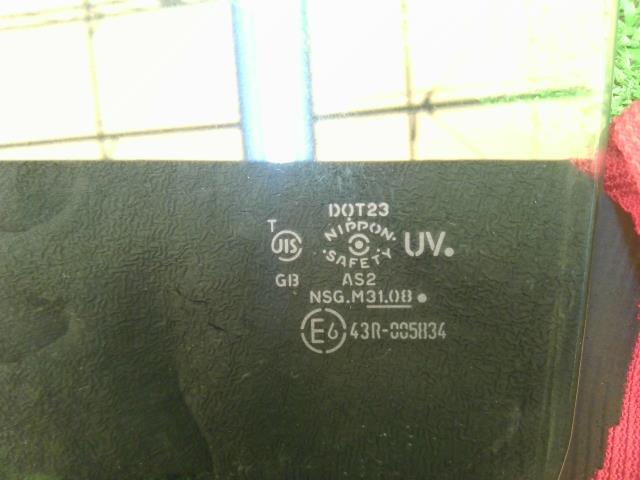 DOT23
T
JIS
NIPPON
SAFETY
UV.
GB
AS2
NSG.M31.08.
E6 43R-005834